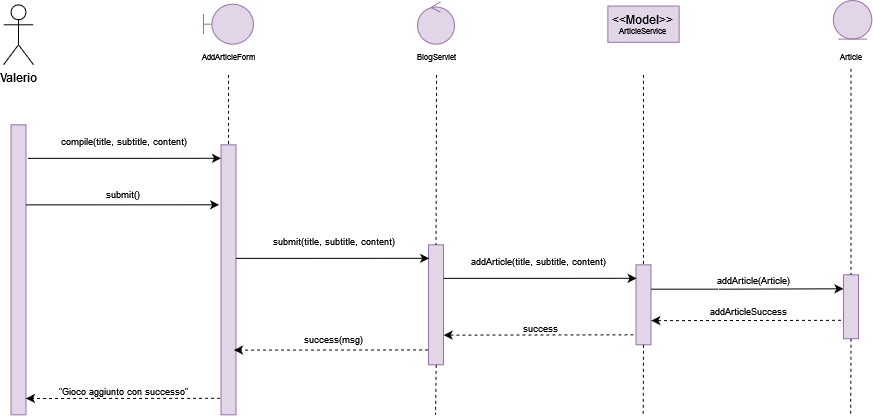 <<Model>>
ArticleService
Valerio
AddArticleForm
BlogServlet
Article
compile(title, subtitle, content)
submit()
submit(title, subtitle, content)
addArticle(title, subtitle, content)
addArticle(Article)
addArticleSuccess
success
success(msg)
"Gioco aggiunto con successo"